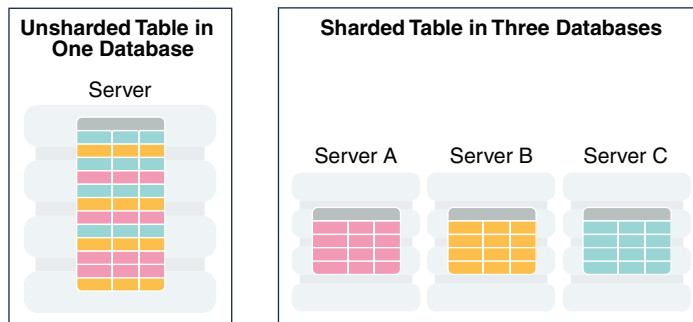 Unsharded Table in
One Database
Server
Sharded Table in Three Databases
Server A
Server B
Server C